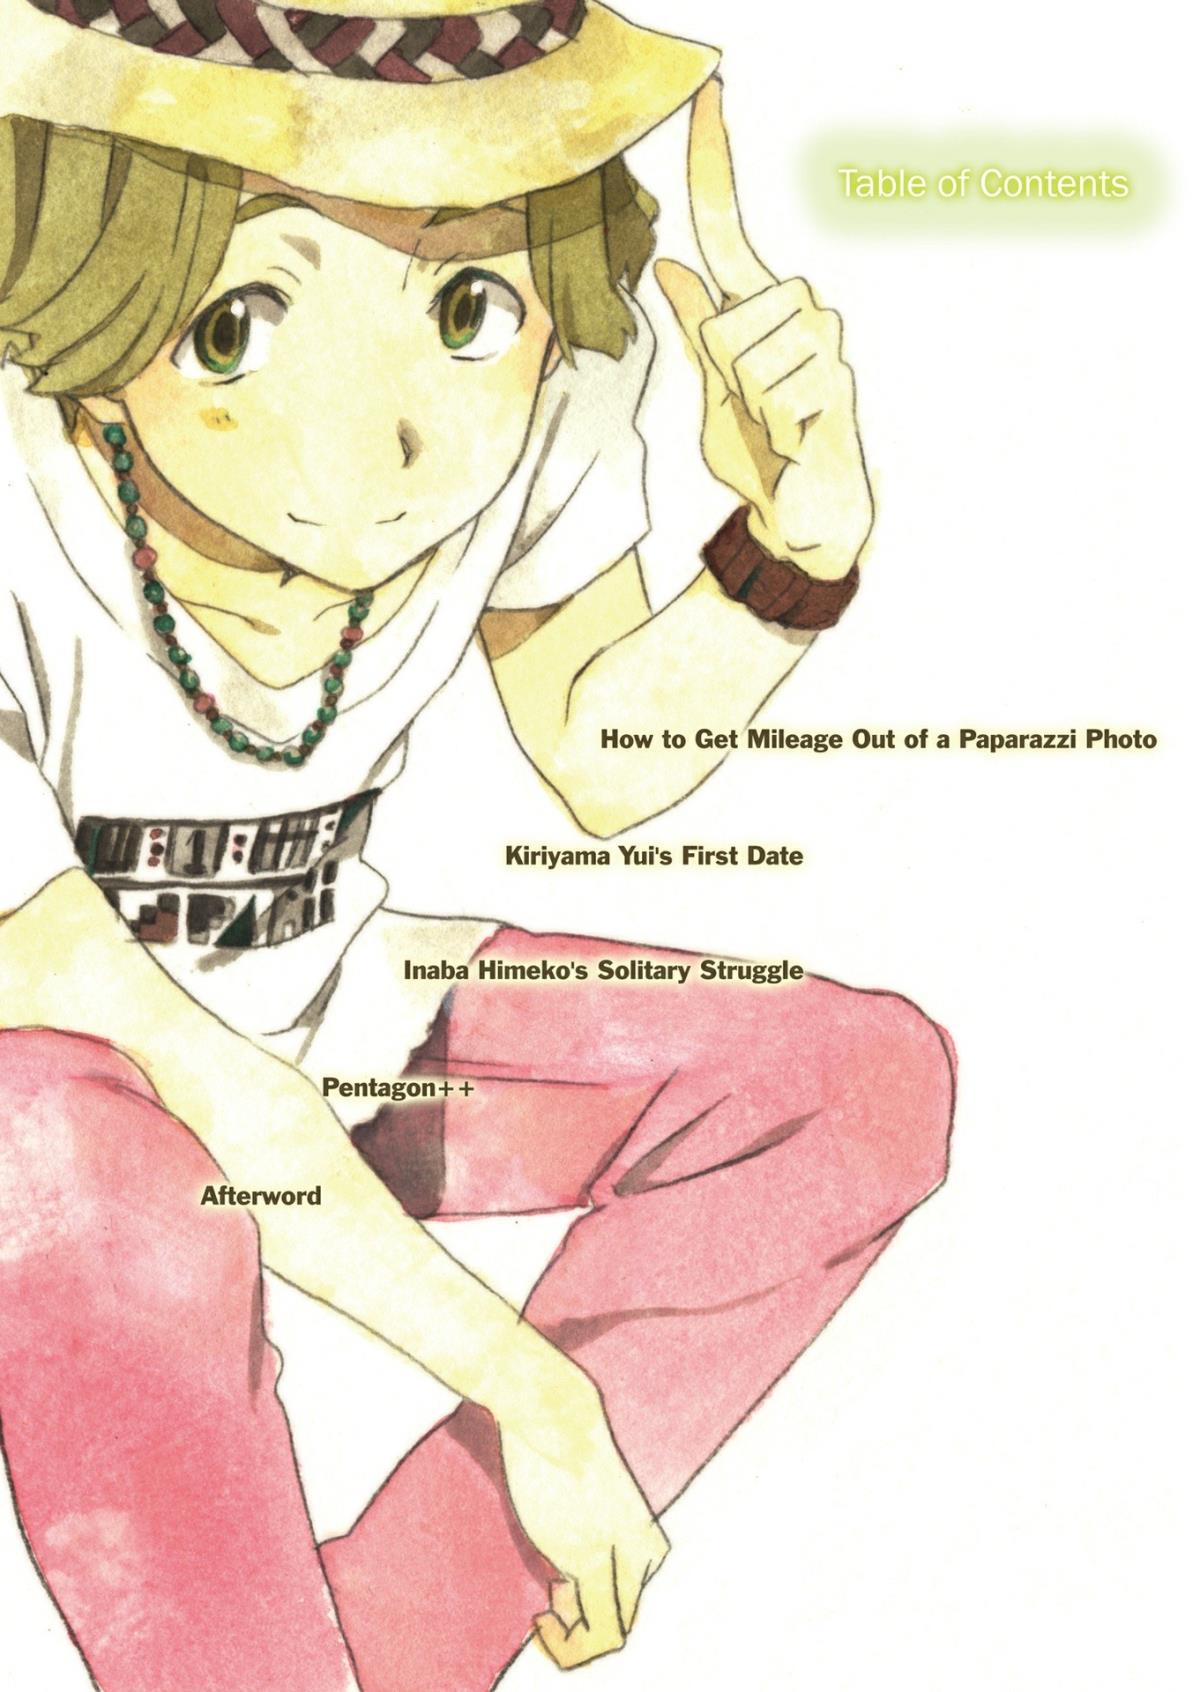 Table of Contents
How to Get Mileage Out of a Paparazzi Photo
Kiriyama Yui's First Date
Inaba Himeko's Solitary Struggle
Pentagon++
Afterword